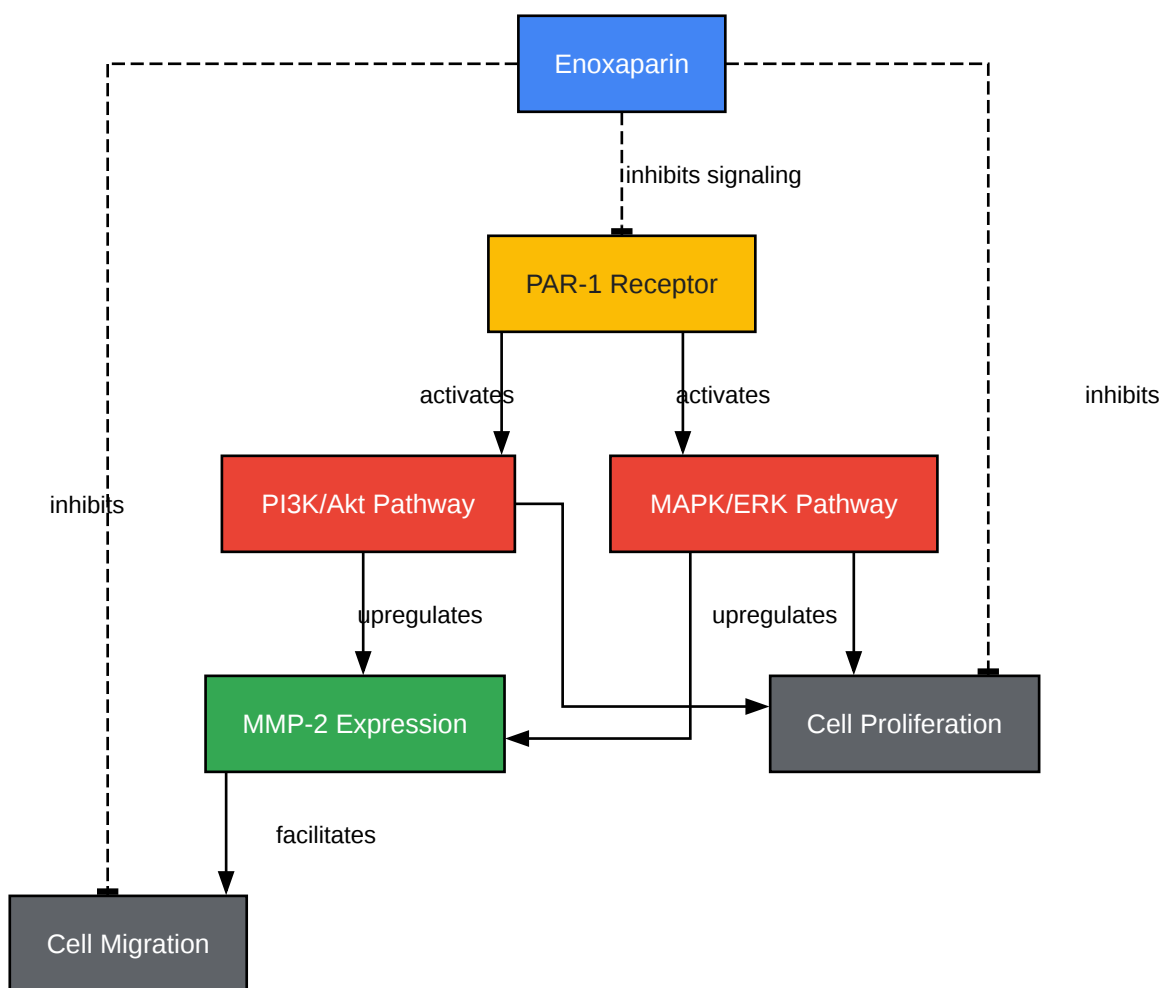 Enoxaparin
inhibits signaling
PAR-1 Receptor
activates
activates
inhibits
inhibits
PI3K/Akt Pathway
MAPK/ERK Pathway
upregulates
upregulates
MMP-2 Expression
Cell Proliferation
facilitates
Cell Migration